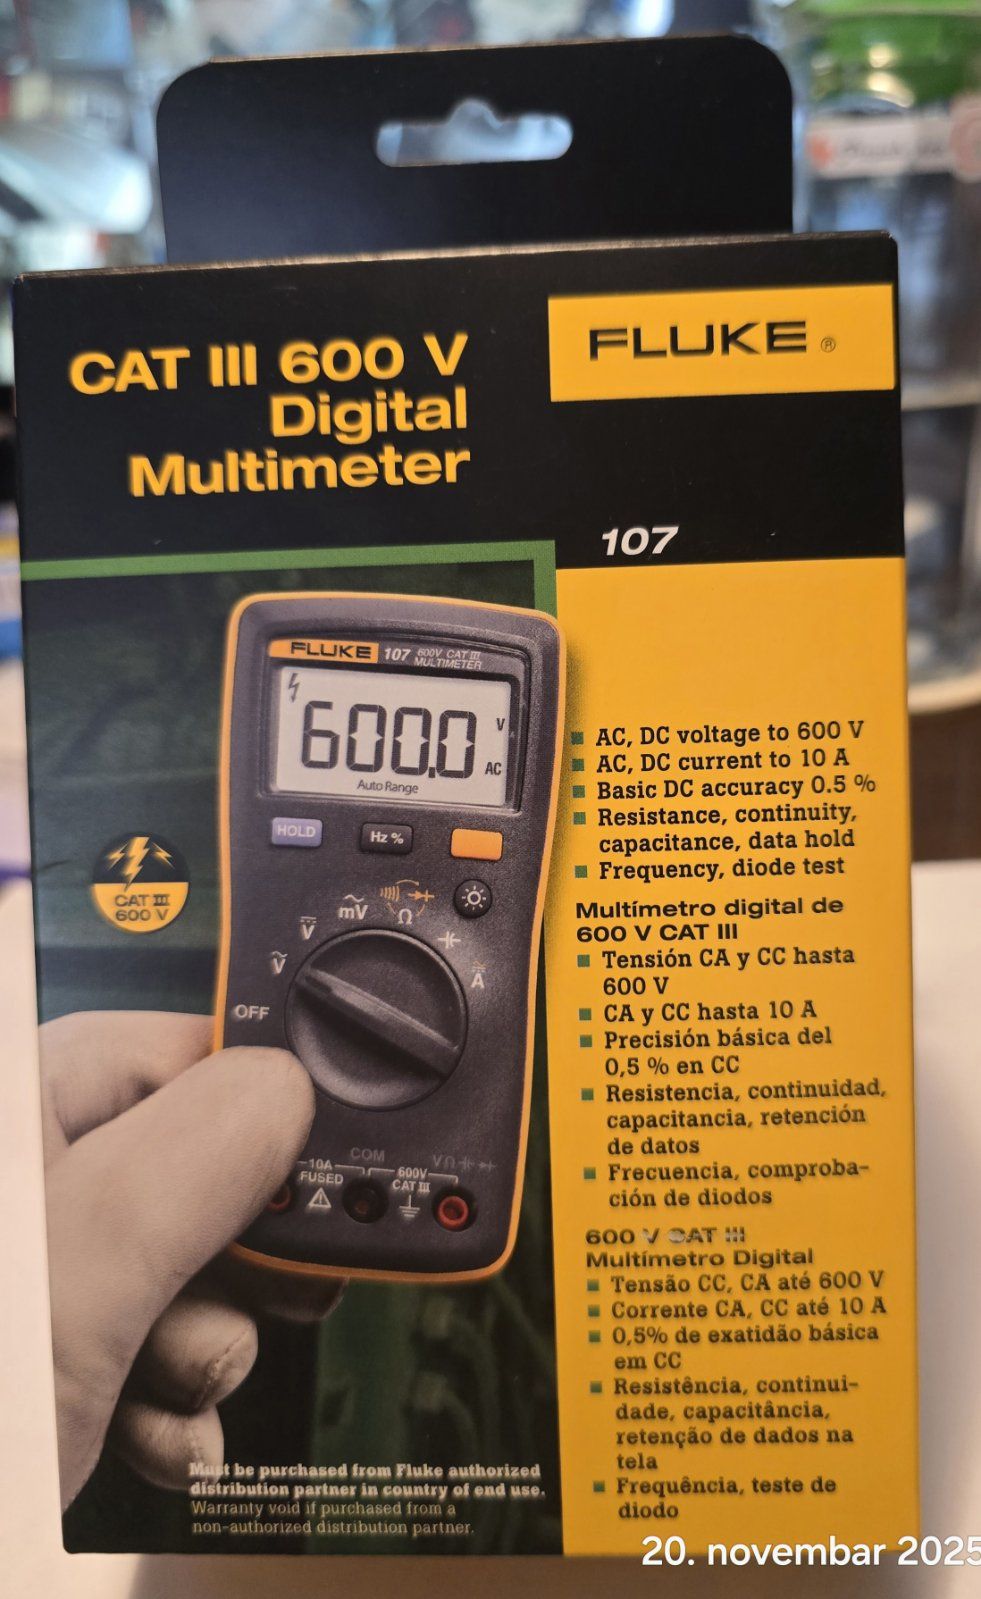 CAT III 600 V
Digital
Multimeter
FLUKE ®
107
FLUKE 107 600V CAT III
MULTIMETER
600.0 V
AC
Auto Range
HOLD
Hz %
CAT III
600 V
mV
Ω
V
V
A
OFF
COM
VΩ
10A
FUSED
600V
CAT III
AC, DC voltage to 600 V
AC, DC current to 10 A
Basic DC accuracy 0.5 %
Resistance, continuity,
capacitance, data hold
Frequency, diode test
Multímetro digital de
600 V CAT III
Tensión CA y CC hasta
600 V
CA y CC hasta 10 A
Precisión básica del
0,5 % en CC
Resistencia, continuidad,
capacitancia, retención
de datos
Frecuencia, comproba-
ción de diodos
600 V CAT III
Multímetro Digital
Tensão CC, CA até 600 V
Corrente CA, CC até 10 A
0,5% de exatidão básica
em CC
Resistência, continui-
dade, capacitância,
retenção de dados na
tela
Frequência, teste de
diodo
Must be purchased from Fluke authorized
distribution partner in country of end use.
Warranty void if purchased from a
non-authorized distribution partner.
20. novembar 2025